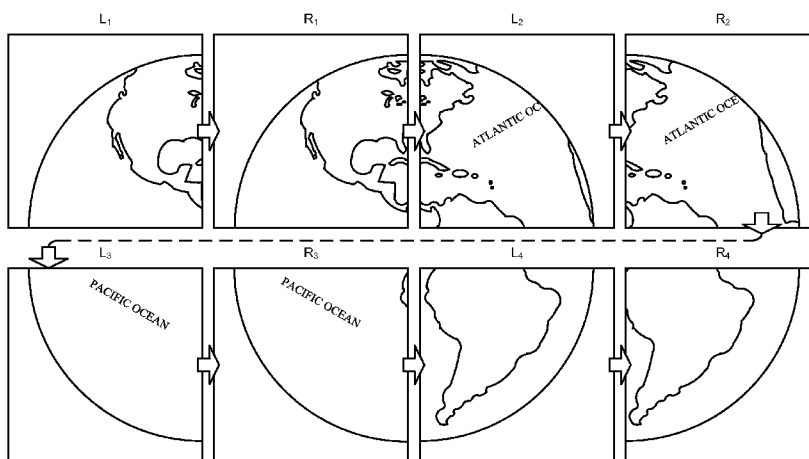 L1 R1 L2 R2
ATLANTIC OC
ATLANTIC OCE
L3 R3 L4 R4
PACIFIC OCEAN
PACIFIC OCEAN